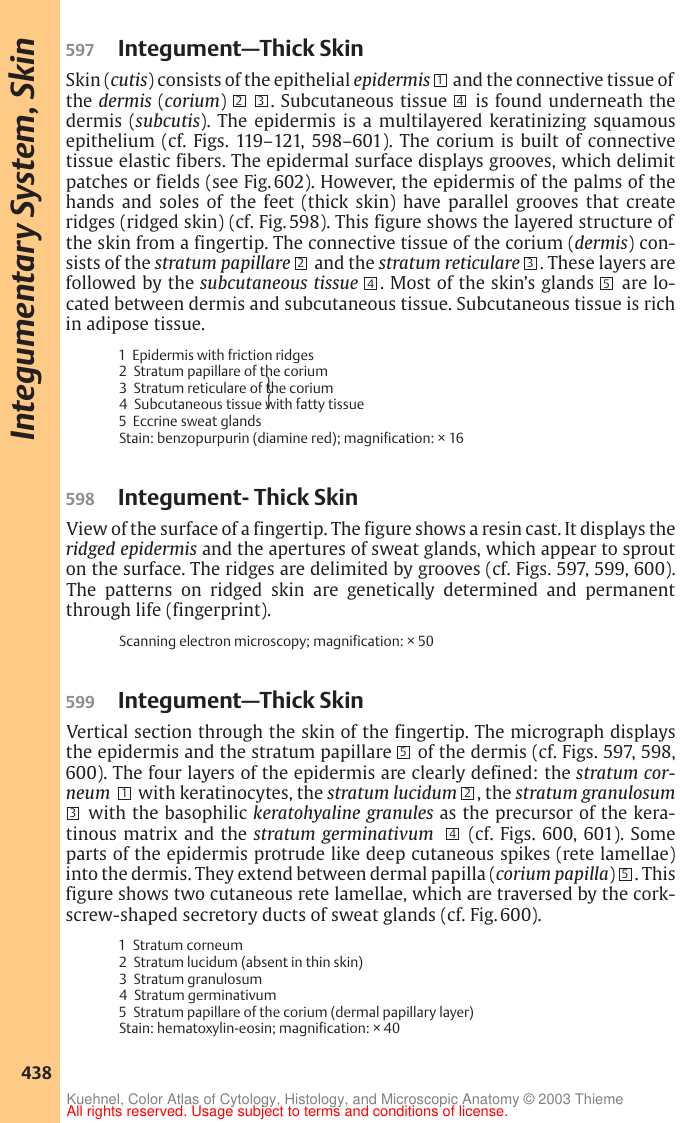 Integumentary System, Skin
597 Integument—Thick Skin
Skin (cutis) consists of the epithelial epidermis 1 and the connective tissue of
the dermis (corium) 2 3. Subcutaneous tissue 4 is found underneath the
dermis (subcutis). The epidermis is a multilayered keratinizing squamous
epithelium (cf. Figs. 119–121, 598–601). The corium is built of connective
tissue elastic fibers. The epidermal surface displays grooves, which delimit
patches or fields (see Fig. 602). However, the epidermis of the palms of the
hands and soles of the feet (thick skin) have parallel grooves that create
ridges (ridged skin) (cf. Fig. 598). This figure shows the layered structure of
the skin from a fingertip. The connective tissue of the corium (dermis) con-
sists of the stratum papillare 2 and the stratum reticulare 3. These layers are
followed by the subcutaneous tissue 4. Most of the skin's glands 5 are lo-
cated between dermis and subcutaneous tissue. Subcutaneous tissue is rich
in adipose tissue.
1 Epidermis with friction ridges
2 Stratum papillare of the corium
3 Stratum reticulare of the corium
4 Subcutaneous tissue with fatty tissue
5 Eccrine sweat glands
Stain: benzopurpurin (diamine red); magnification: × 16
598 Integument- Thick Skin
View of the surface of a fingertip. The figure shows a resin cast. It displays the
ridged epidermis and the apertures of sweat glands, which appear to sprout
on the surface. The ridges are delimited by grooves (cf. Figs. 597, 599, 600).
The patterns on ridged skin are genetically determined and permanent
through life (fingerprint).
Scanning electron microscopy; magnification: × 50
599 Integument—Thick Skin
Vertical section through the skin of the fingertip. The micrograph displays
the epidermis and the stratum papillare 5 of the dermis (cf. Figs. 597, 598,
600). The four layers of the epidermis are clearly defined: the stratum cor-
neum 1 with keratinocytes, the stratum lucidum 2, the stratum granulosum
3 with the basophilic keratohyaline granules as the precursor of the kera-
tinous matrix and the stratum germinativum 4 (cf. Figs. 600, 601). Some
parts of the epidermis protrude like deep cutaneous spikes (rete lamellae)
into the dermis. They extend between dermal papilla (corium papilla) 5. This
figure shows two cutaneous rete lamellae, which are traversed by the cork-
screw-shaped secretory ducts of sweat glands (cf. Fig. 600).
1 Stratum corneum
2 Stratum lucidum (absent in thin skin)
3 Stratum granulosum
4 Stratum germinativum
5 Stratum papillare of the corium (dermal papillary layer)
Stain: hematoxylin-eosin; magnification: × 40
438
Kuehnel, Color Atlas of Cytology, Histology, and Microscopic Anatomy © 2003 Thieme
All rights reserved. Usage subject to terms and conditions of license.